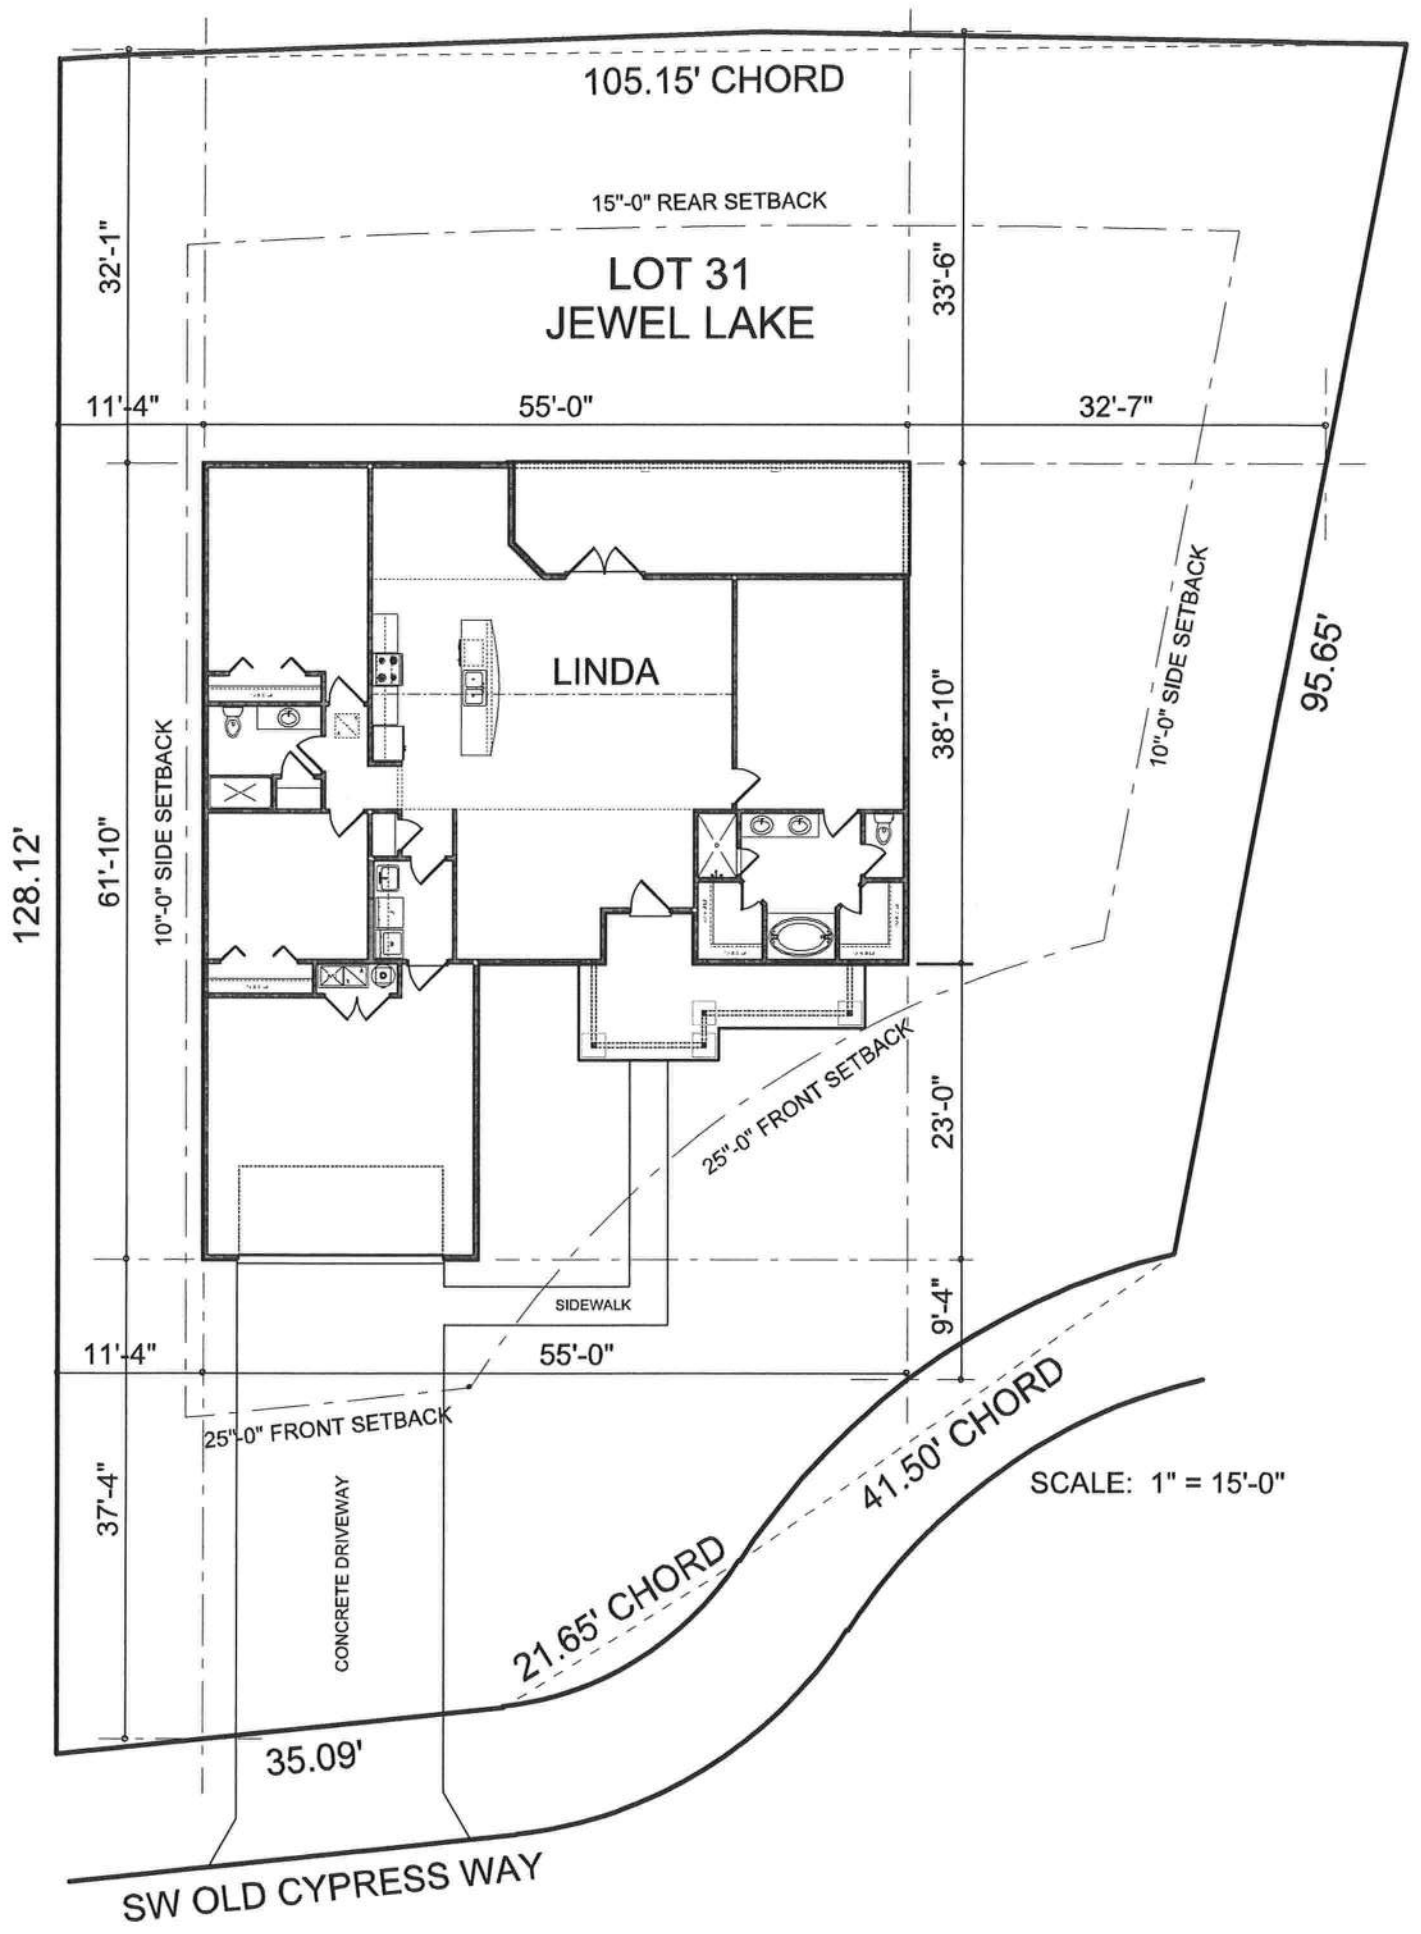 105.15' CHORD
15"-0" REAR SETBACK
LOT 31
JEWEL LAKE
32'-1"
33'-6"
11'-4"
55'-0"
32'-7"
LINDA
10"-0" SIDE SETBACK
10"-0" SIDE SETBACK
95.65'
38'-10"
128.12'
61'-10"
25"-0" FRONT SETBACK
23'-0"
SIDEWALK
9'-4"
11'-4"
55'-0"
25"-0" FRONT SETBACK
37'-4"
CONCRETE DRIVEWAY
41.50' CHORD
SCALE: 1" = 15'-0"
21.65' CHORD
35.09'
SW OLD CYPRESS WAY